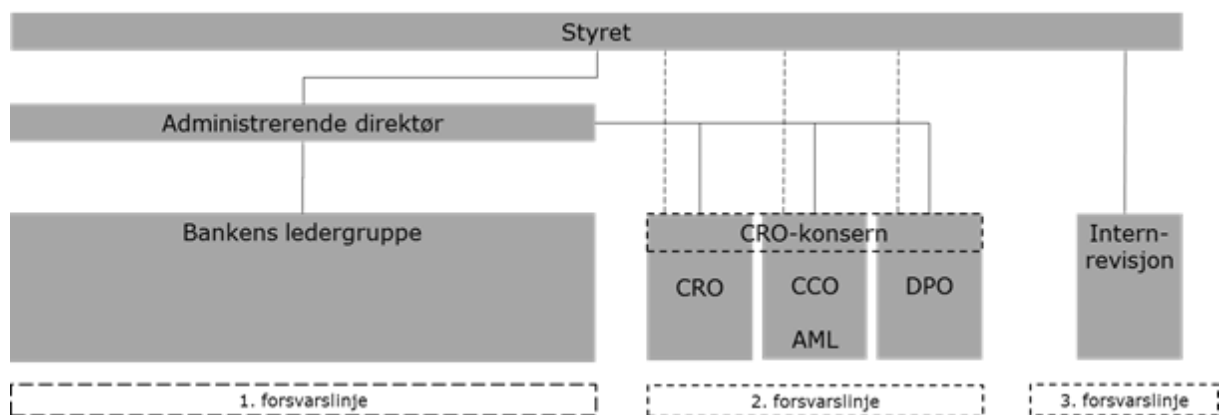 Styret
Administrerende direktør
Bankens ledergruppe
CRO-konsern
CRO
CCO
AML
DPO
Intern-
revisjon
1. forsvarslinje
2. forsvarslinje
3. forsvarslinje